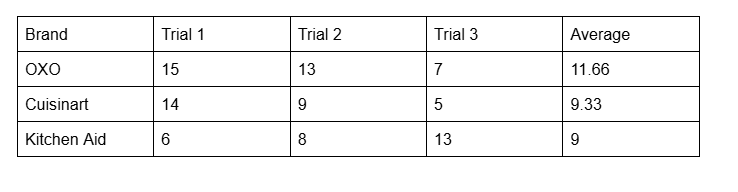 Brand Trial 1 Trial 2 Trial 3 Average
OXO 15 13 7 11.66
Cuisinart 14 9 5 9.33
Kitchen Aid 6 8 13 9